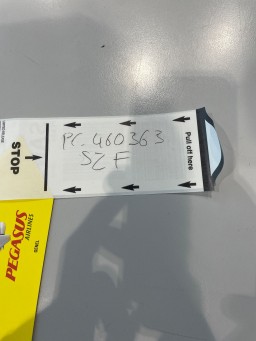 PC 460363
SZF
Pull off here
STOP
PEGASUS
AIRLINES